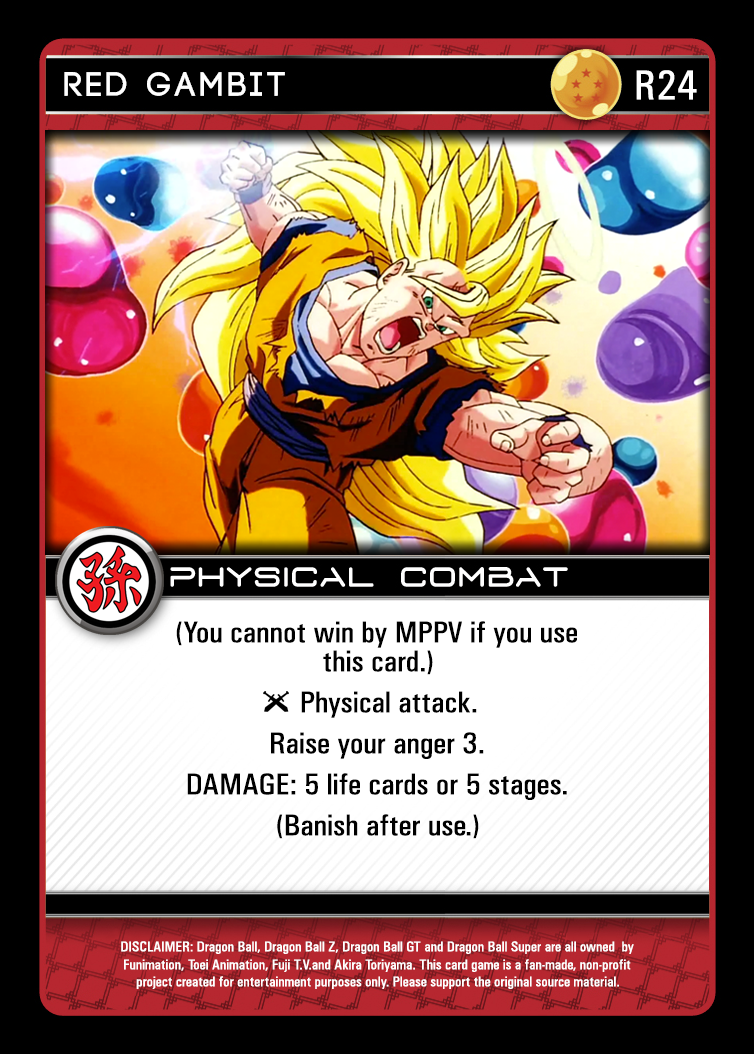 RED GAMBIT
R24
孫
PHYSICAL COMBAT
(You cannot win by MPPV if you use
this card.)
Physical attack.
Raise your anger 3.
DAMAGE: 5 life cards or 5 stages.
(Banish after use.)
DISCLAIMER: Dragon Ball, Dragon Ball Z, Dragon Ball GT and Dragon Ball Super are all owned by
Funimation, Toei Animation, Fuji T.V.and Akira Toriyama. This card game is a fan-made, non-profit
project created for entertainment purposes only. Please support the original source material.